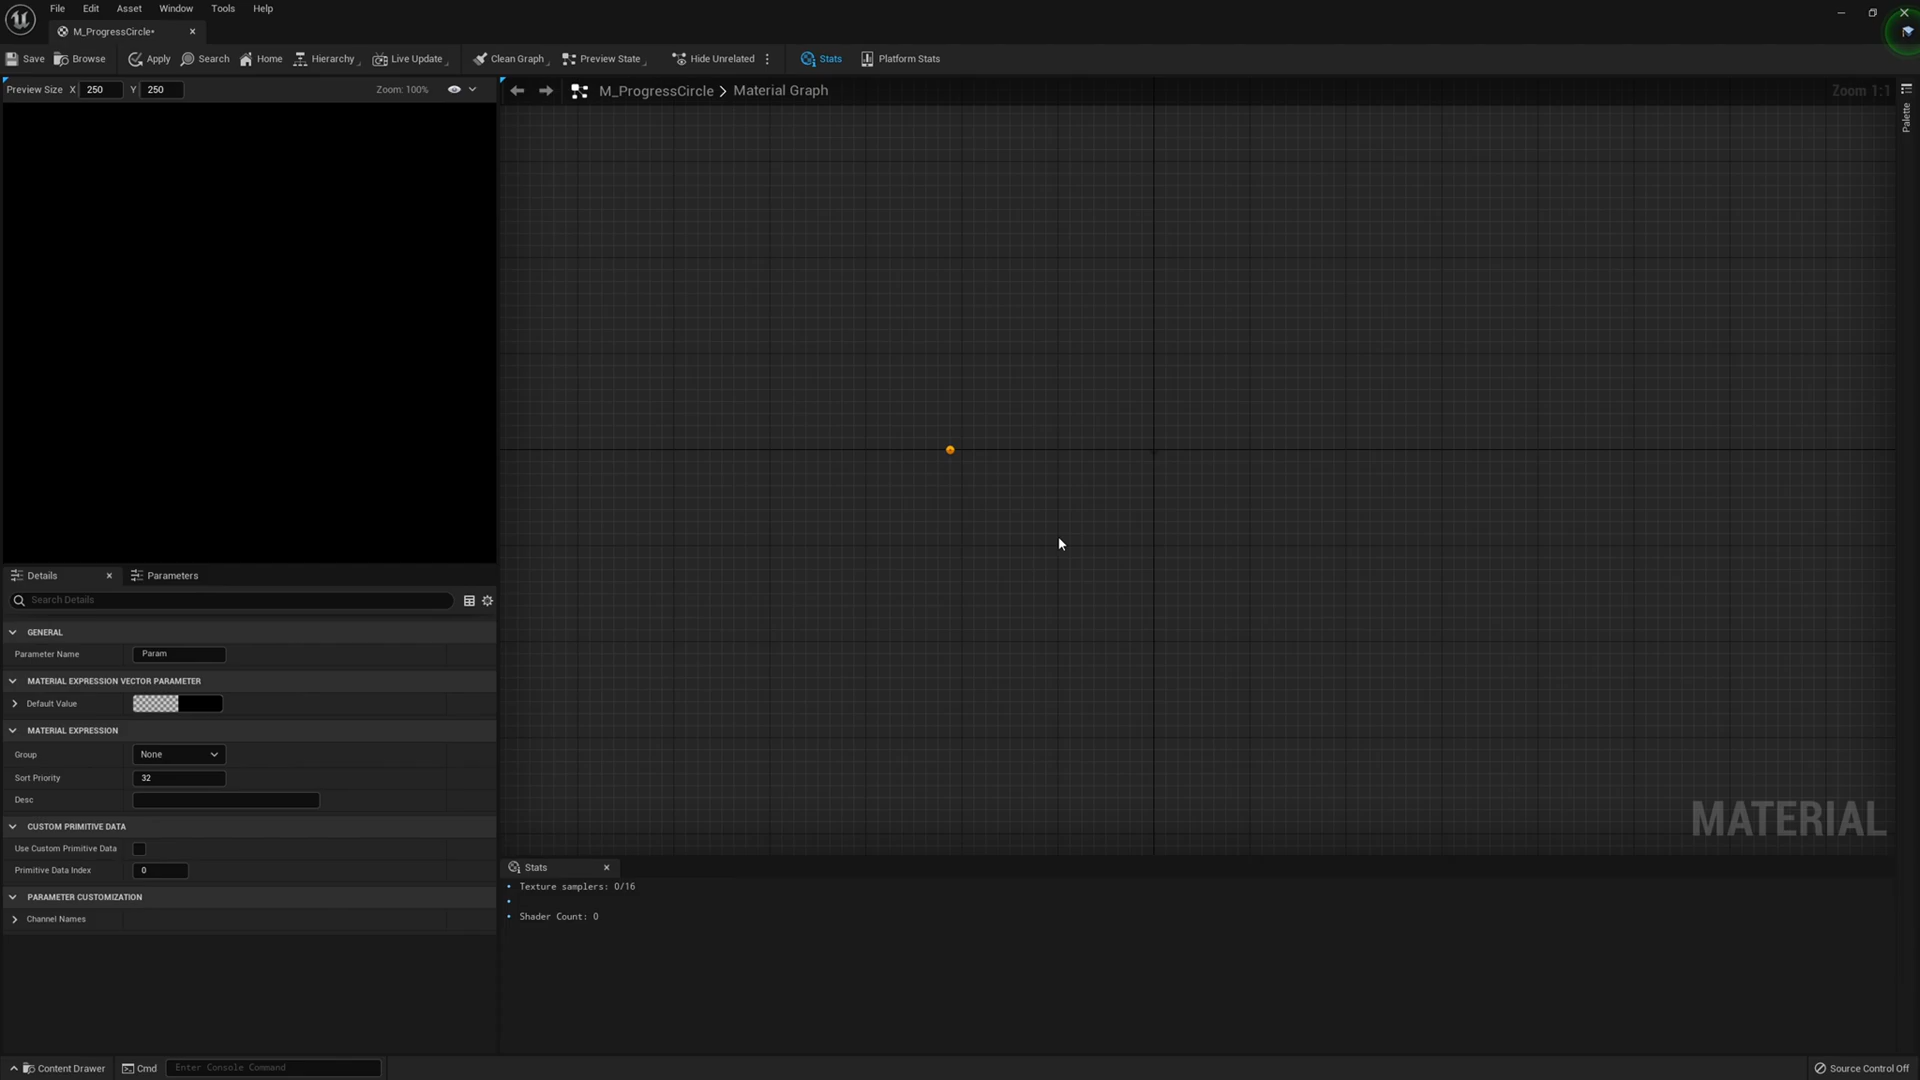 File Edit Asset Window Tools Help
M_ProgressCircle*
Save Browse Apply Search Home Hierarchy Live Update Clean Graph Preview State Hide Unrelated Stats Platform Stats
Preview Size X 250 Y 250 Zoom: 100%
M_ProgressCircle > Material Graph
Zoom 1:1
Palette
Details Parameters
Search Details
GENERAL
Parameter Name Param
MATERIAL EXPRESSION VECTOR PARAMETER
Default Value
MATERIAL EXPRESSION
Group None
Sort Priority 32
Desc
CUSTOM PRIMITIVE DATA
Use Custom Primitive Data
Primitive Data Index 0
PARAMETER CUSTOMIZATION
Channel Names
MATERIAL
Stats
Texture samplers: 0/16
Shader Count: 0
Content Drawer Cmd Enter Console Command
Source Control Off